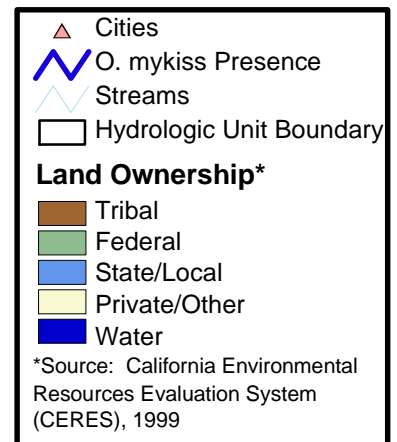 Cities
O. mykiss Presence
Streams
Hydrologic Unit Boundary
Land Ownership*
Tribal
Federal
State/Local
Private/Other
Water
*Source: California Environmental
Resources Evaluation System
(CERES), 1999